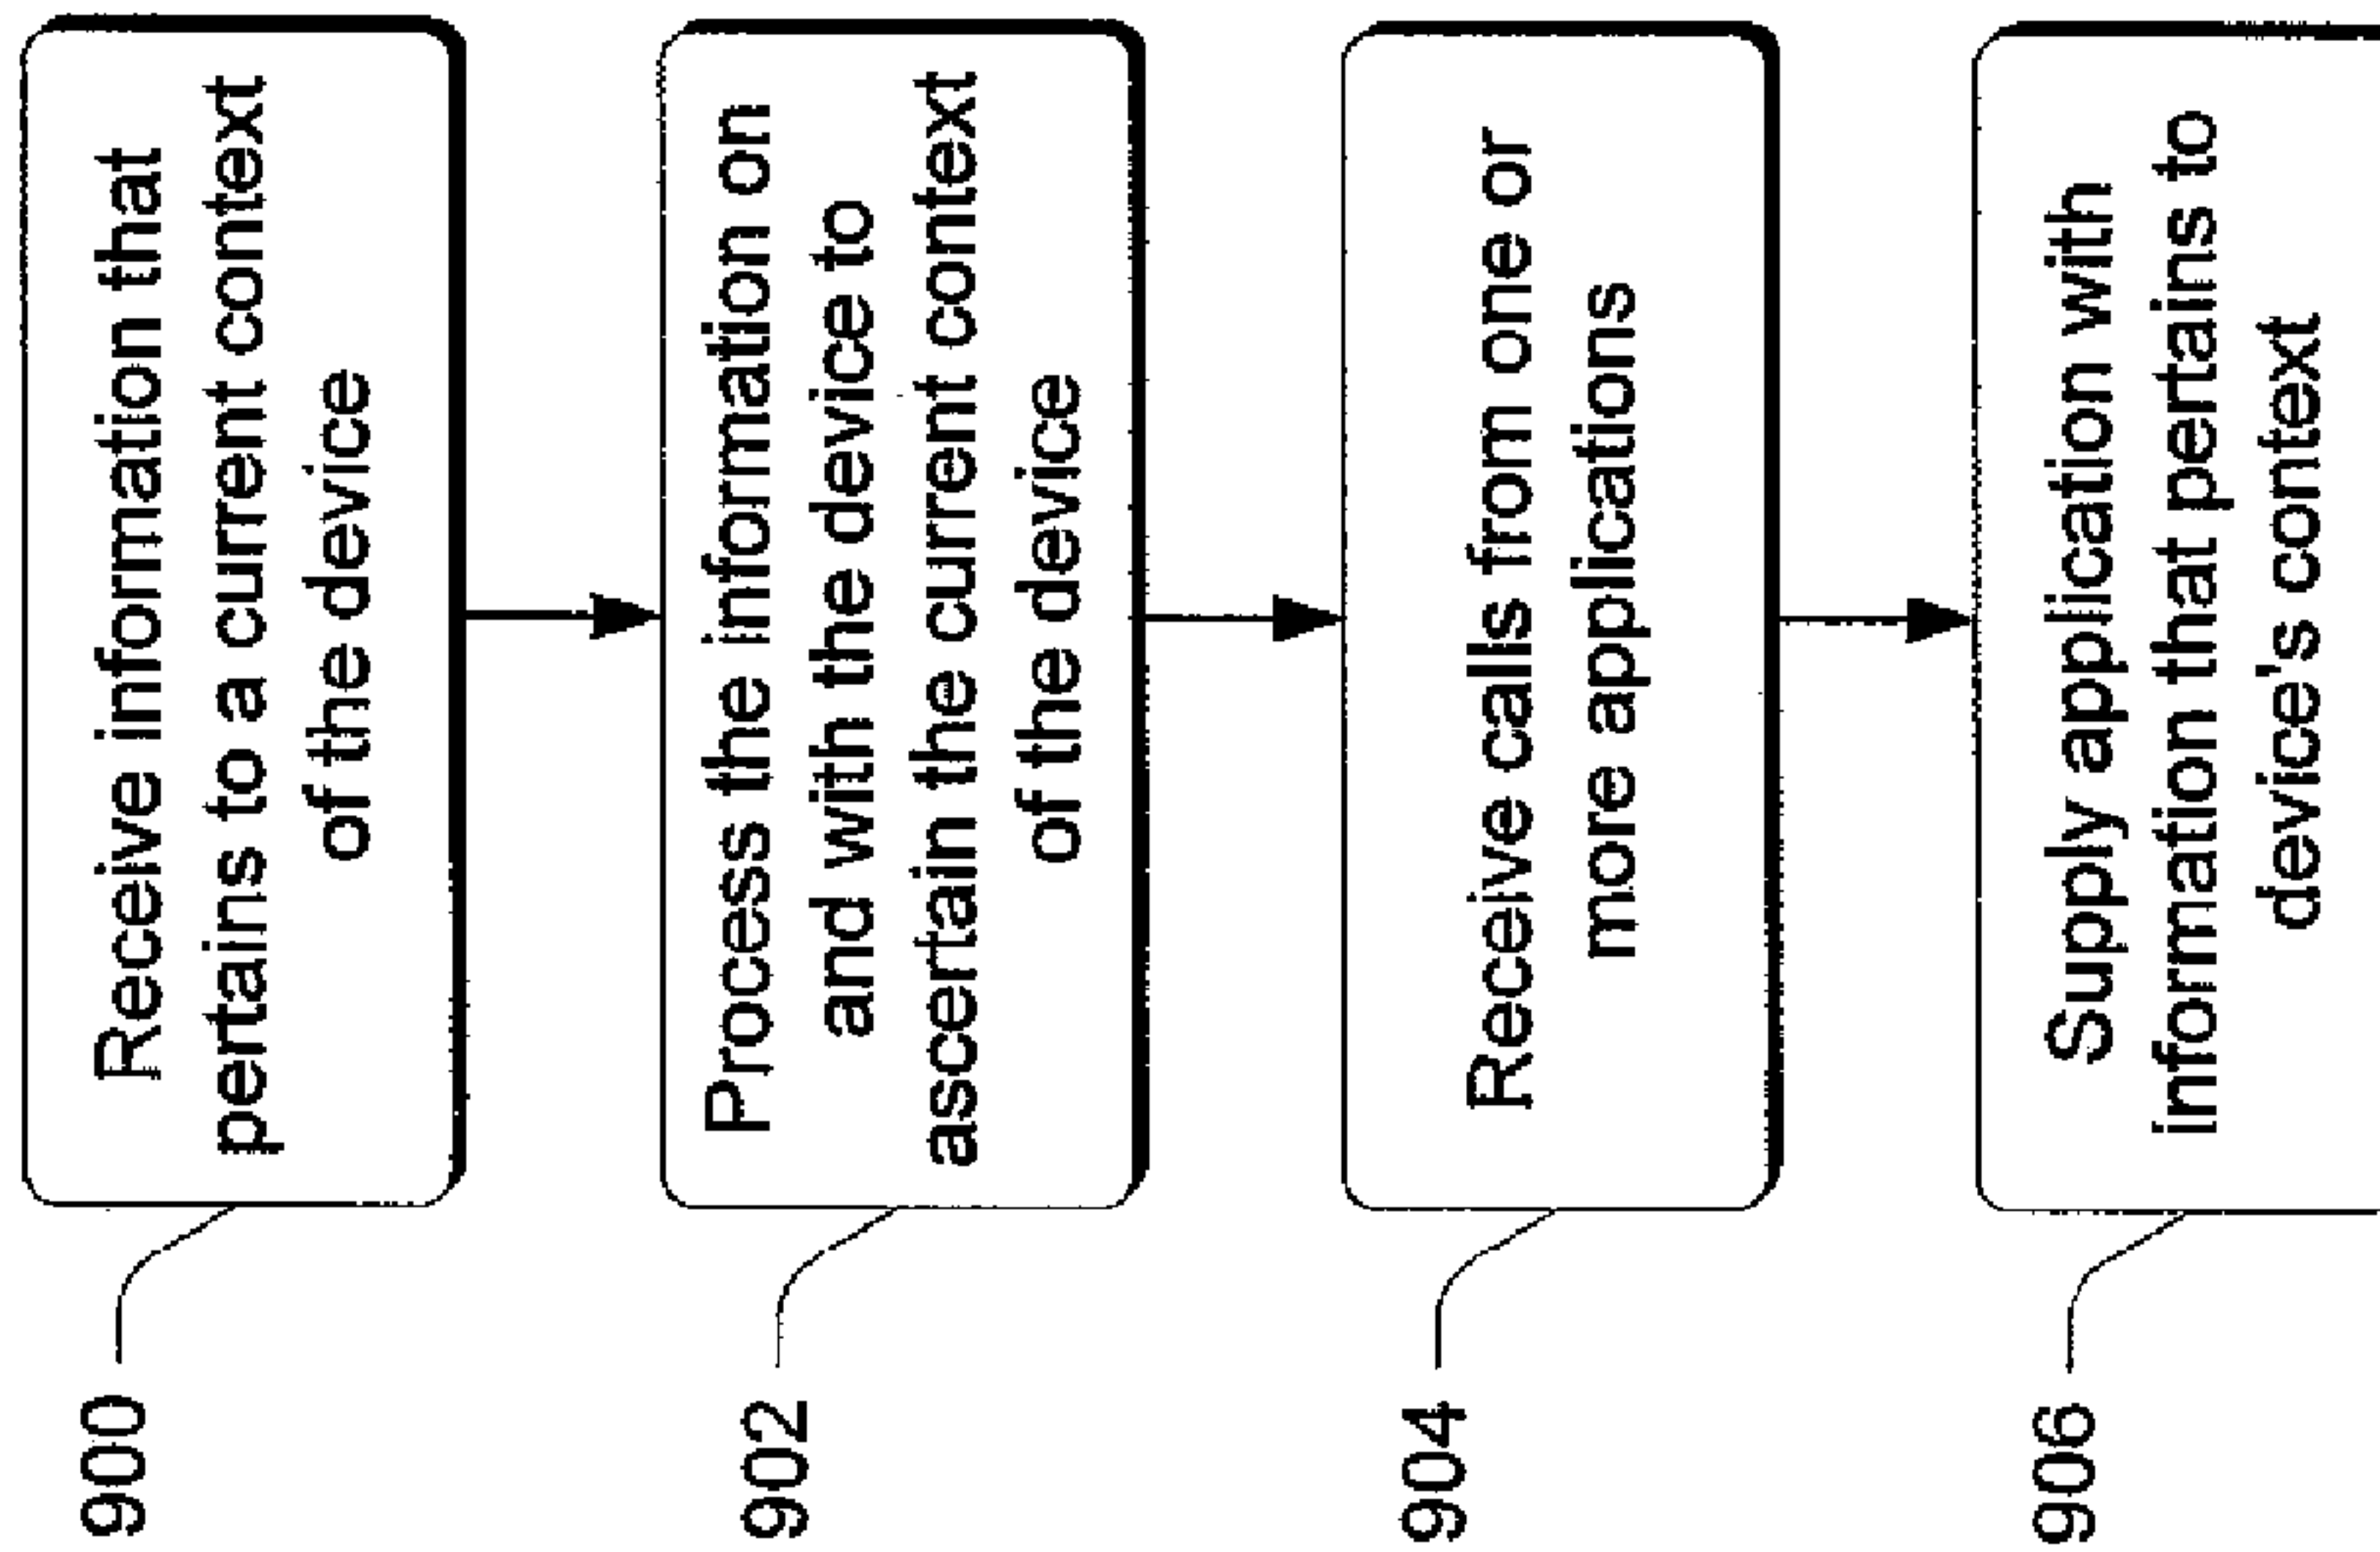 900
Receive information that
pertains to a current context
of the device
902
Process the information on
and with the device to
ascertain the current context
of the device
904
Receive calls from one or
more applications
906
Supply application with
information that pertains to
device's context